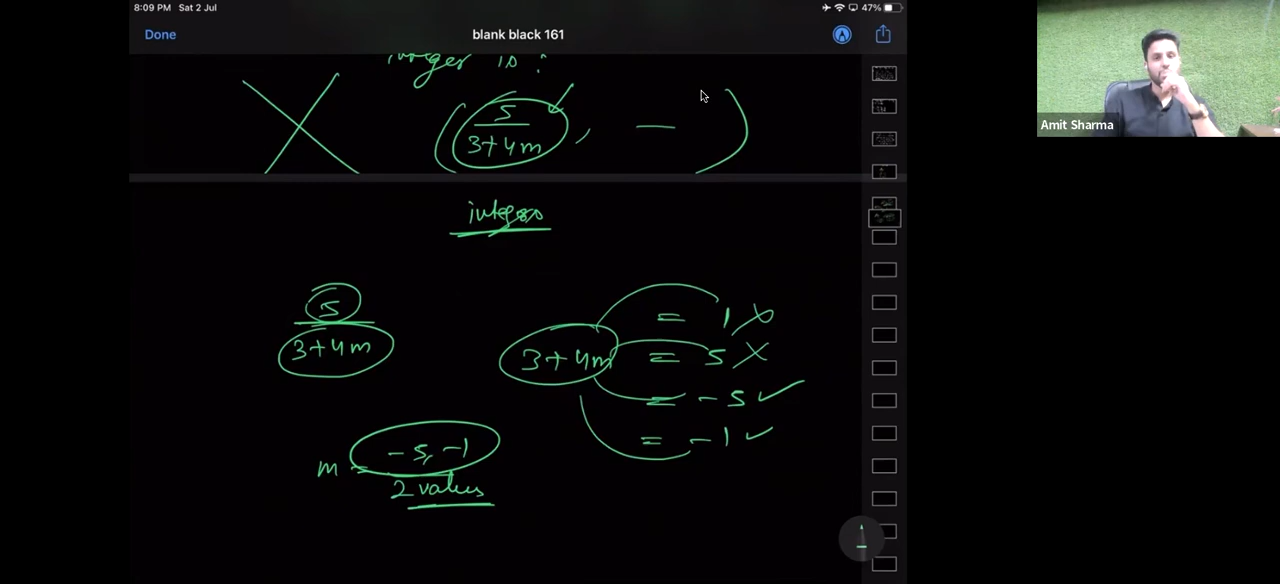 8:09 PM Sat 2 Jul
47%
Done
blank black 161
Amit Sharma
integer is?
5
3+4m
,
—
integers
5
3+4m
3+4m
= 1
= 5
= -5
= -1
m = -5, -1
2 values